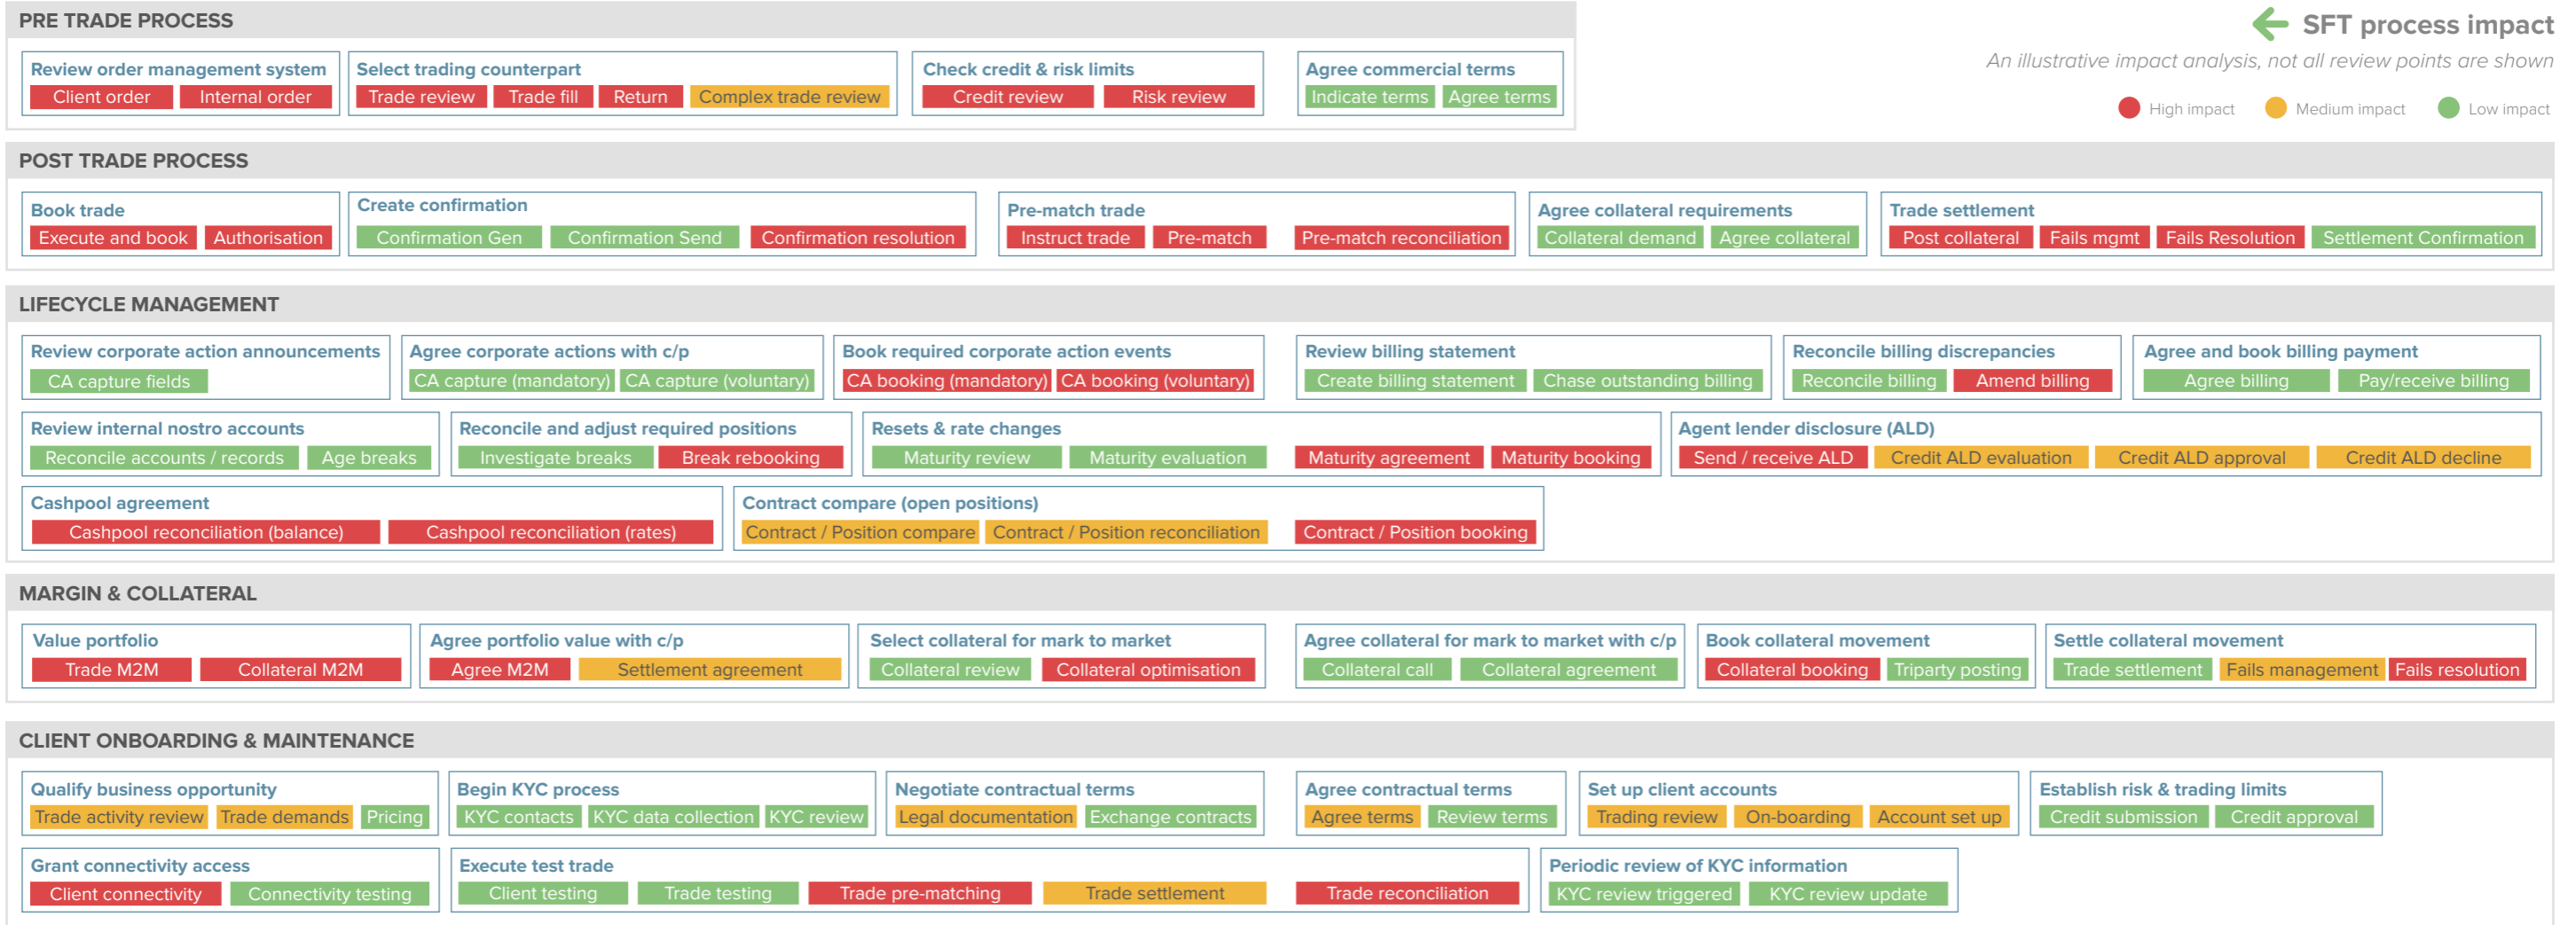 PRE TRADE PROCESS
SFT process impact
An illustrative impact analysis, not all review points are shown
High impact
Medium impact
Low impact
Review order management system
Client order
Internal order
Select trading counterpart
Trade review
Trade fill
Return
Complex trade review
Check credit & risk limits
Credit review
Risk review
Agree commercial terms
Indicate terms
Agree terms
POST TRADE PROCESS
Book trade
Execute and book
Authorisation
Create confirmation
Confirmation Gen
Confirmation Send
Confirmation resolution
Pre-match trade
Instruct trade
Pre-match
Pre-match reconciliation
Agree collateral requirements
Collateral demand
Agree collateral
Trade settlement
Post collateral
Fails mgmt
Fails Resolution
Settlement Confirmation
LIFECYCLE MANAGEMENT
Review corporate action announcements
CA capture fields
Agree corporate actions with c/p
CA capture (mandatory)
CA capture (voluntary)
Book required corporate action events
CA booking (mandatory)
CA booking (voluntary)
Review billing statement
Create billing statement
Chase outstanding billing
Reconcile billing discrepancies
Reconcile billing
Amend billing
Agree and book billing payment
Agree billing
Pay/receive billing
Review internal nostro accounts
Reconcile accounts / records
Age breaks
Reconcile and adjust required positions
Investigate breaks
Break rebooking
Resets & rate changes
Maturity review
Maturity evaluation
Maturity agreement
Maturity booking
Agent lender disclosure (ALD)
Send / receive ALD
Credit ALD evaluation
Credit ALD approval
Credit ALD decline
Cashpool agreement
Cashpool reconciliation (balance)
Cashpool reconciliation (rates)
Contract compare (open positions)
Contract / Position compare
Contract / Position reconciliation
Contract / Position booking
MARGIN & COLLATERAL
Value portfolio
Trade M2M
Collateral M2M
Agree portfolio value with c/p
Agree M2M
Settlement agreement
Select collateral for mark to market
Collateral review
Collateral optimisation
Agree collateral for mark to market with c/p
Collateral call
Collateral agreement
Book collateral movement
Collateral booking
Triparty posting
Settle collateral movement
Trade settlement
Fails management
Fails resolution
CLIENT ONBOARDING & MAINTENANCE
Qualify business opportunity
Trade activity review
Trade demands
Pricing
Begin KYC process
KYC contacts
KYC data collection
KYC review
Negotiate contractual terms
Legal documentation
Exchange contracts
Agree contractual terms
Agree terms
Review terms
Set up client accounts
Trading review
On-boarding
Account set up
Establish risk & trading limits
Credit submission
Credit approval
Grant connectivity access
Client connectivity
Connectivity testing
Execute test trade
Client testing
Trade testing
Trade pre-matching
Trade settlement
Trade reconciliation
Periodic review of KYC information
KYC review triggered
KYC review update